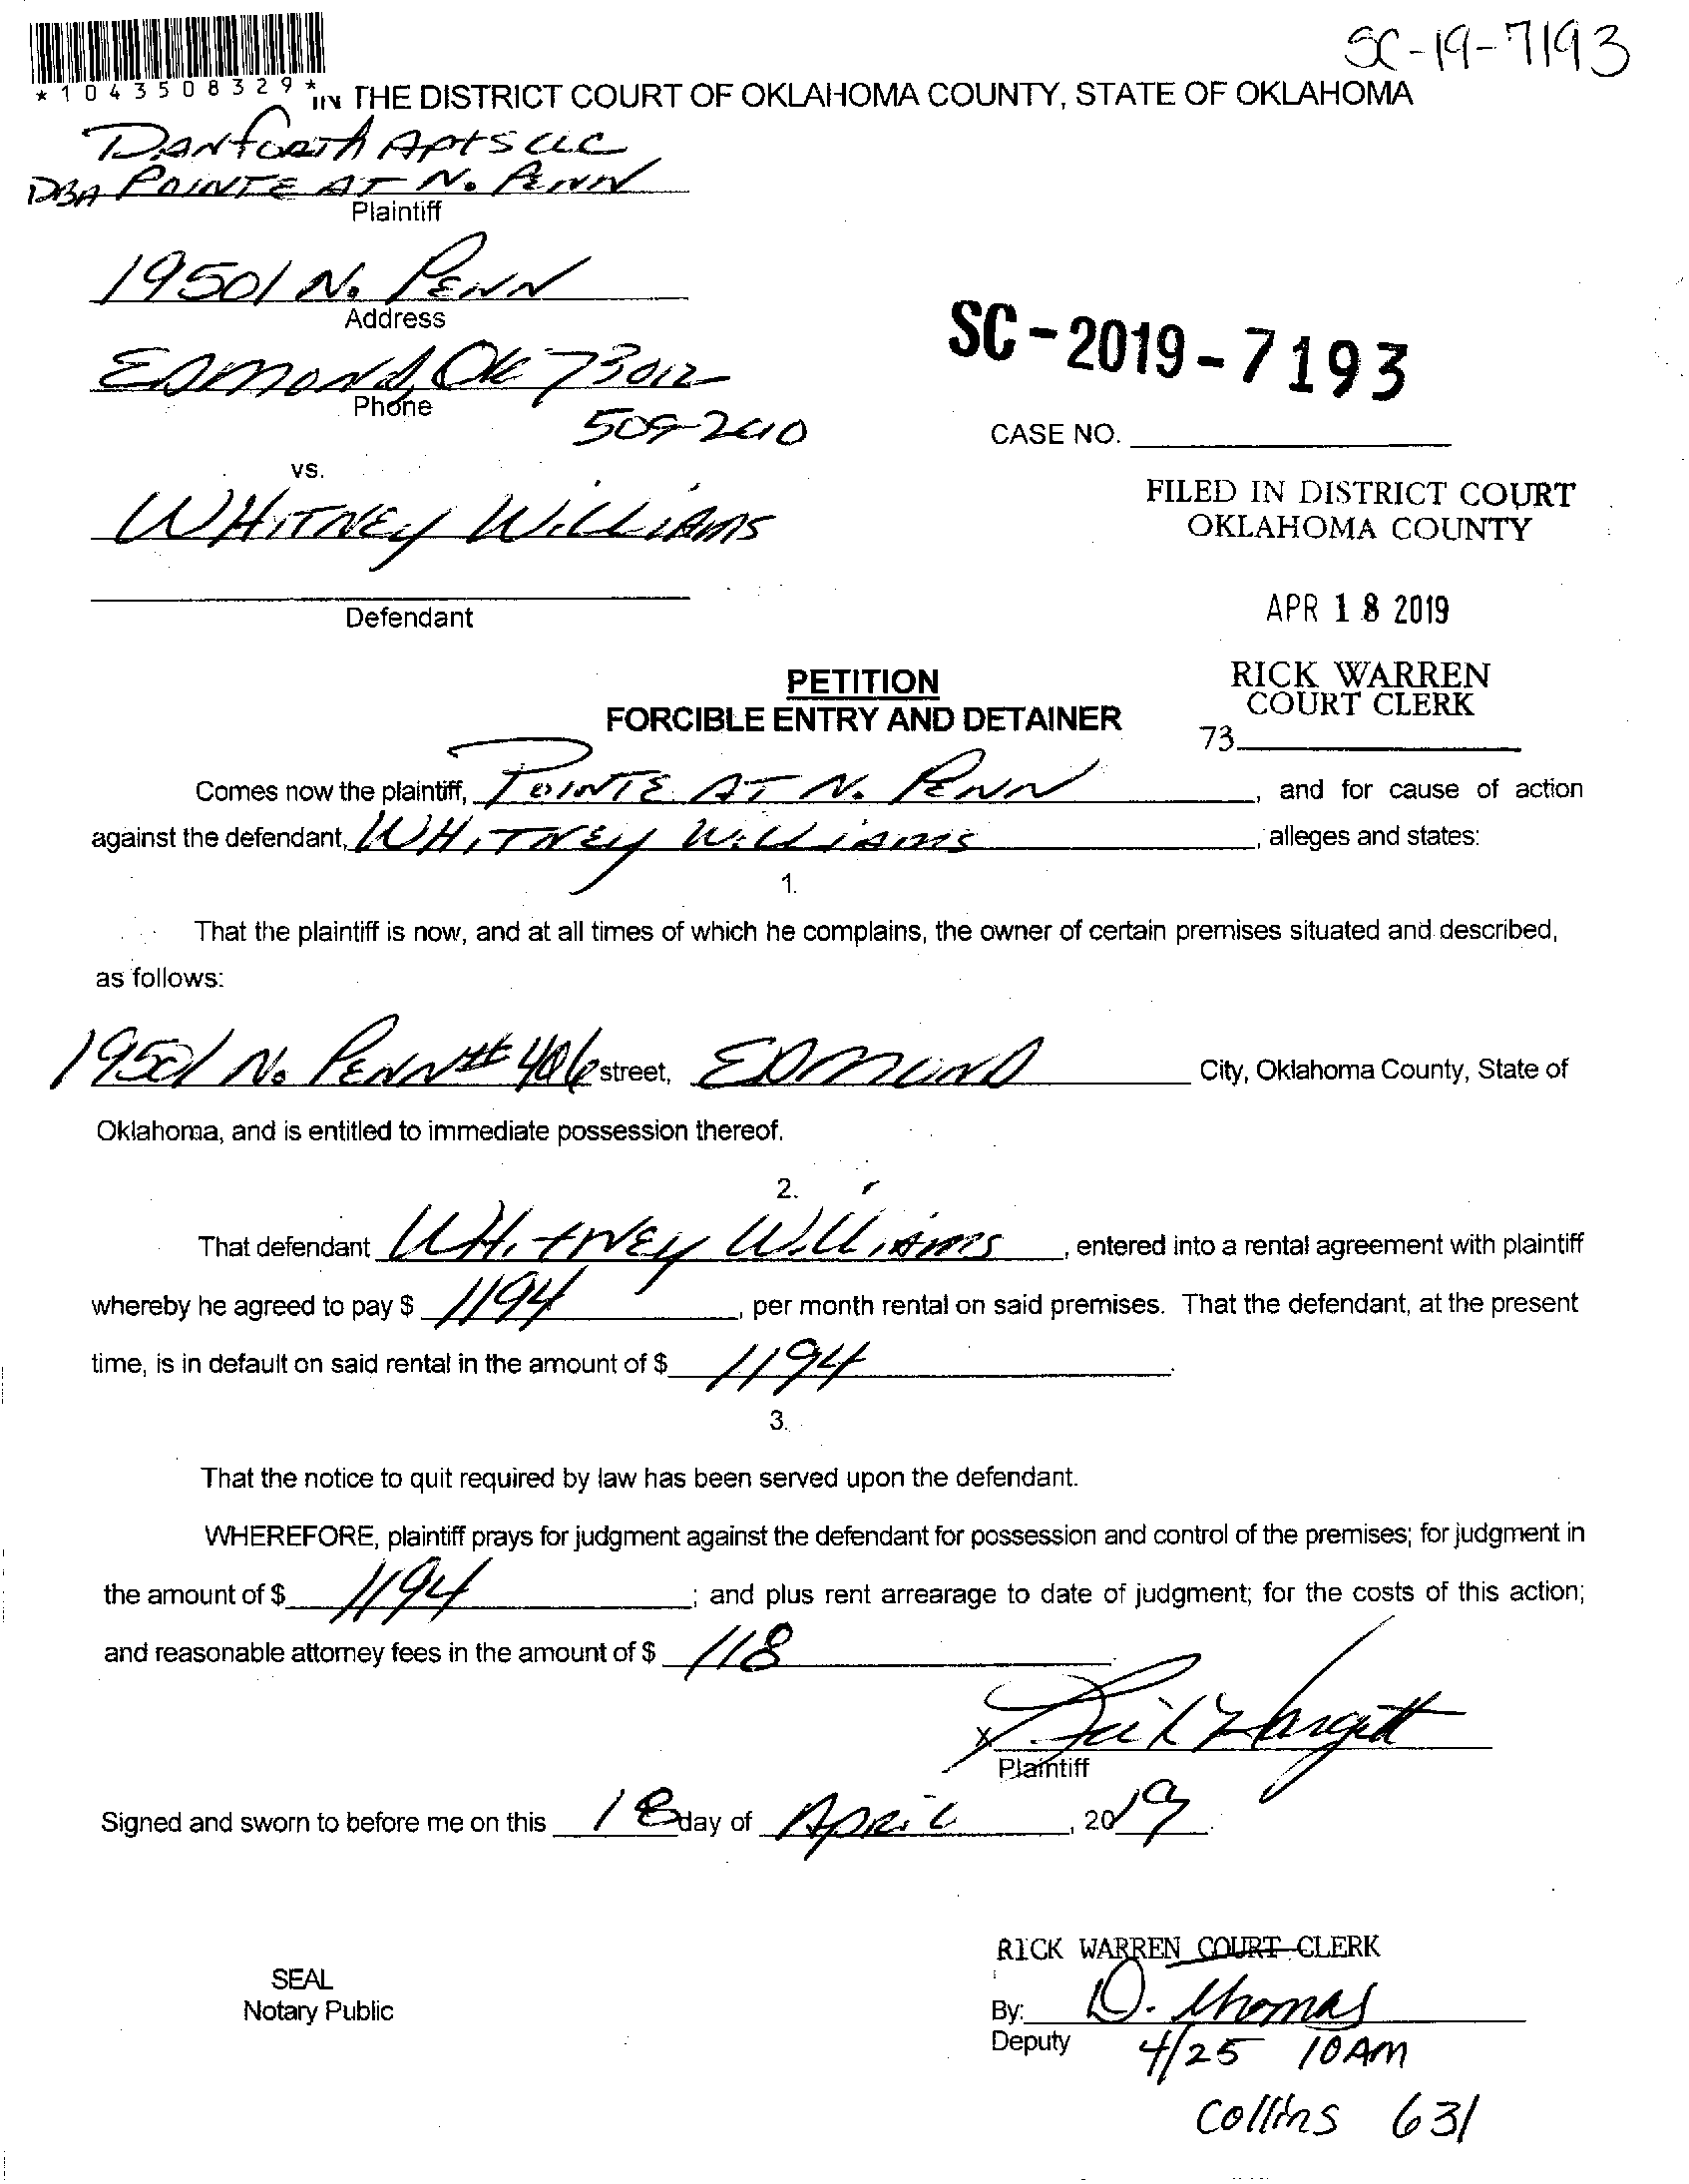 SC-19-7193
*1043508329*
IN THE DISTRICT COURT OF OKLAHOMA COUNTY, STATE OF OKLAHOMA
DANforth Apts LLC
DBA POINTE AT N. PENN
Plaintiff
19501 N. PENN
Address
EDMOND, OK 73012
Phone
509-2410
SC-2019-7193
CASE NO.
vs.
WHITNEY WILLIAMS
Defendant
FILED IN DISTRICT COURT
OKLAHOMA COUNTY
APR 18 2019
RICK WARREN
COURT CLERK
73
PETITION
FORCIBLE ENTRY AND DETAINER
Comes now the plaintiff, POINTE AT N. PENN, and for cause of action
against the defendant, WHITNEY WILLIAMS, alleges and states:
1.
That the plaintiff is now, and at all times of which he complains, the owner of certain premises situated and described,
as follows:
19501 N. PENN # 406 street, EDMOND City, Oklahoma County, State of
Oklahoma, and is entitled to immediate possession thereof.
2.
That defendant WHITNEY WILLIAMS, entered into a rental agreement with plaintiff
whereby he agreed to pay $ 1194, per month rental on said premises. That the defendant, at the present
time, is in default on said rental in the amount of $ 1194.
3.
That the notice to quit required by law has been served upon the defendant.
WHEREFORE, plaintiff prays for judgment against the defendant for possession and control of the premises; for judgment in
the amount of $ 1194; and plus rent arrearage to date of judgment; for the costs of this action;
and reasonable attorney fees in the amount of $ 118
X Hargett
Plaintiff
Signed and sworn to before me on this 18 day of APRIL, 2019.
RICK WARREN COURT CLERK
SEAL
Notary Public
By: D. Thomas
Deputy
4/25 10AM
Collins 631